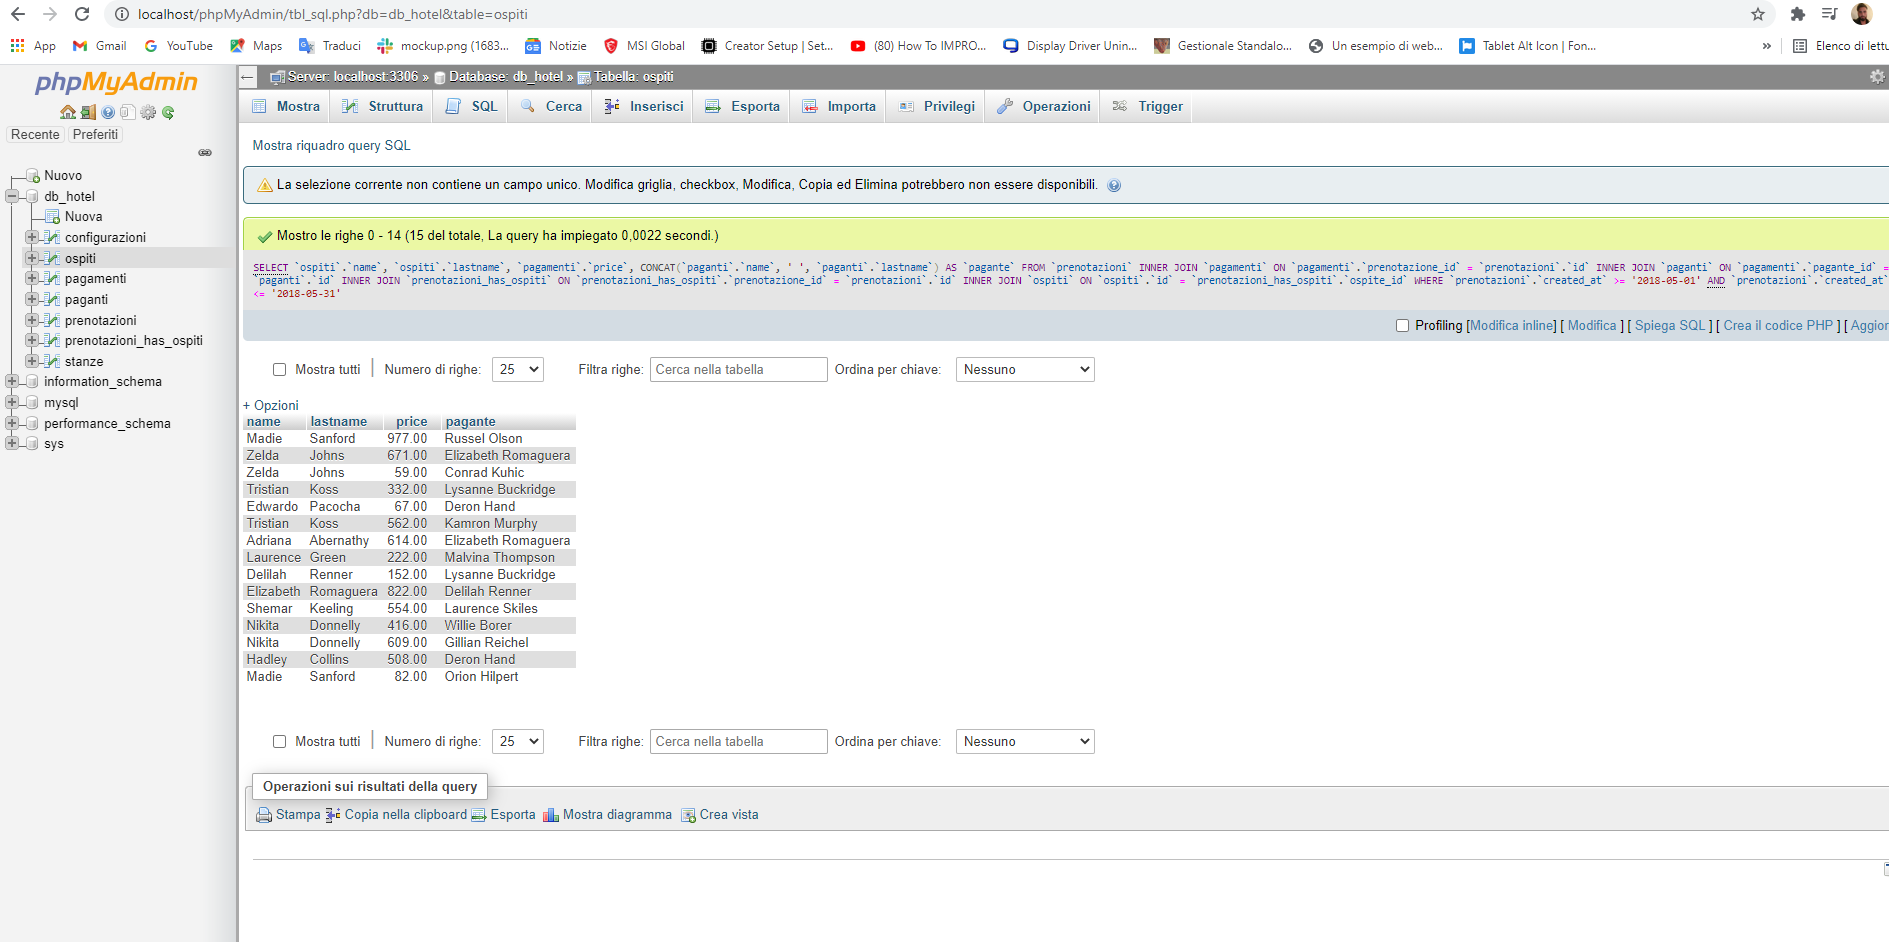 localhost/phpMyAdmin/tbl_sql.php?db=db_hotel&table=ospiti
App Gmail YouTube Maps Traduci mockup.png (1683... Notizie MSI Global Creator Setup | Set... (80) How To IMPRO... Display Driver Unin... Gestionale Standalo... Un esempio di web... Tablet Alt Icon | Fon... » Elenco di lettu
phpMyAdmin
Recente Preferiti
Nuovo
db_hotel
Nuova
configurazioni
ospiti
pagamenti
paganti
prenotazioni
prenotazioni_has_ospiti
stanze
information_schema
mysql
performance_schema
sys
Server: localhost:3306 » Database: db_hotel » Tabella: ospiti
Mostra Struttura SQL Cerca Inserisci Esporta Importa Privilegi Operazioni Trigger
Mostra riquadro query SQL
La selezione corrente non contiene un campo unico. Modifica griglia, checkbox, Modifica, Copia ed Elimina potrebbero non essere disponibili.
Mostro le righe 0 - 14 (15 del totale, La query ha impiegato 0,0022 secondi.)
SELECT `ospiti`.`name`, `ospiti`.`lastname`, `pagamenti`.`price`, CONCAT(`paganti`.`name`, ' ', `paganti`.`lastname`) AS `pagante` FROM `prenotazioni` INNER JOIN `pagamenti` ON `pagamenti`.`prenotazione_id` = `prenotazioni`.`id` INNER JOIN `paganti` ON `pagamenti`.`pagante_id` =
`paganti`.`id` INNER JOIN `prenotazioni_has_ospiti` ON `prenotazioni_has_ospiti`.`prenotazione_id` = `prenotazioni`.`id` INNER JOIN `ospiti` ON `ospiti`.`id` = `prenotazioni_has_ospiti`.`ospite_id` WHERE `prenotazioni`.`created_at` >= '2018-05-01' AND `prenotazioni`.`created_at`
<= '2018-05-31'
Profiling [Modifica inline] [ Modifica ] [ Spiega SQL ] [ Crea il codice PHP ] [ Aggior
Mostra tutti | Numero di righe: 25 Filtra righe: Cerca nella tabella Ordina per chiave: Nessuno
+ Opzioni
name lastname price pagante
Madie Sanford 977.00 Russel Olson
Zelda Johns 671.00 Elizabeth Romaguera
Zelda Johns 59.00 Conrad Kuhic
Tristian Koss 332.00 Lysanne Buckridge
Edwardo Pacocha 67.00 Deron Hand
Tristian Koss 562.00 Kamron Murphy
Adriana Abernathy 614.00 Elizabeth Romaguera
Laurence Green 222.00 Malvina Thompson
Delilah Renner 152.00 Lysanne Buckridge
Elizabeth Romaguera 822.00 Delilah Renner
Shemar Keeling 554.00 Laurence Skiles
Nikita Donnelly 416.00 Willie Borer
Nikita Donnelly 609.00 Gillian Reichel
Hadley Collins 508.00 Deron Hand
Madie Sanford 82.00 Orion Hilpert
Mostra tutti | Numero di righe: 25 Filtra righe: Cerca nella tabella Ordina per chiave: Nessuno
Operazioni sui risultati della query
Stampa Copia nella clipboard Esporta Mostra diagramma Crea vista